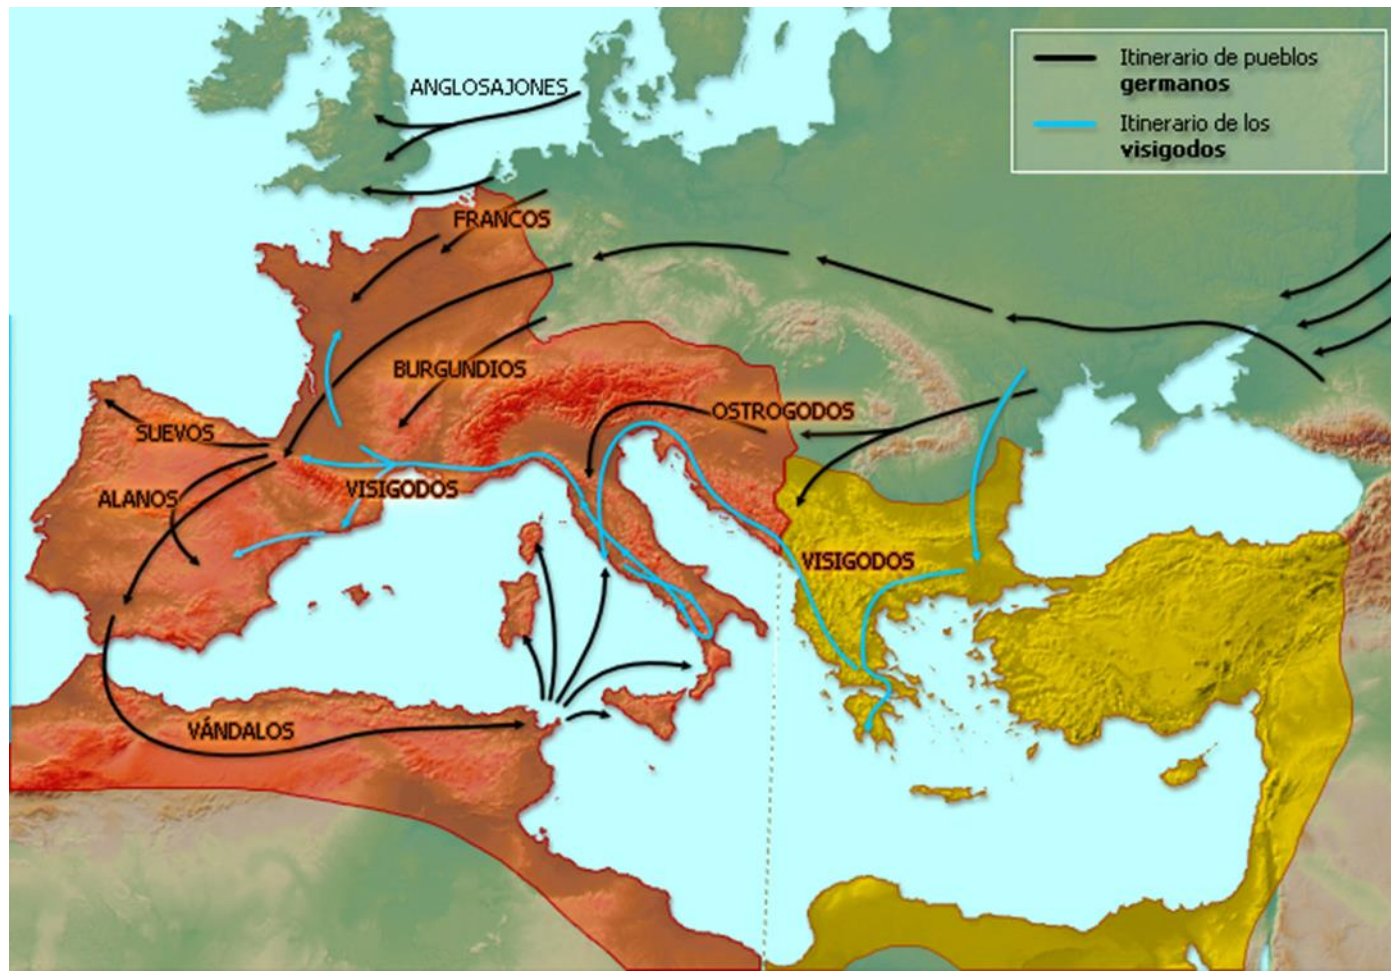 Itinerario de pueblos
germanos
Itinerario de los
visigodos
ANGLOSAJONES
FRANCOS
BURGUNDIOS
OSTROGODOS
SUEVOS
ALANOS
VISIGODOS
VISIGODOS
VÁNDALOS